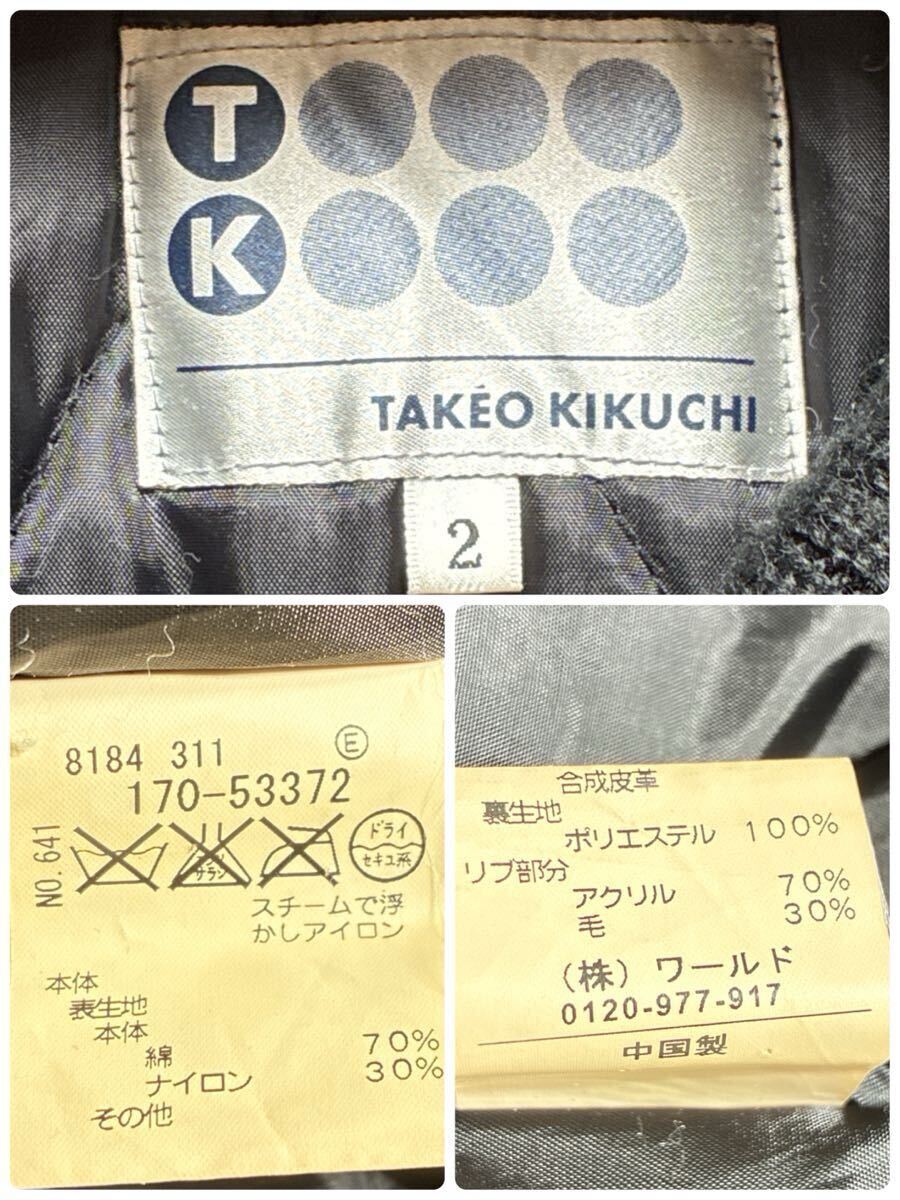 T
K
TAKÉO KIKUCHI
2
8184 311 E
170-53372
NO.641
サラシ
ドライ
セキユ系
スチームで浮
かしアイロン
本体
表生地
本体
綿 70%
ナイロン 30%
その他
合成皮革
裏生地
ポリエステル 100%
リブ部分
アクリル 70%
毛 30%
(株) ワールド
0120-977-917
中国製